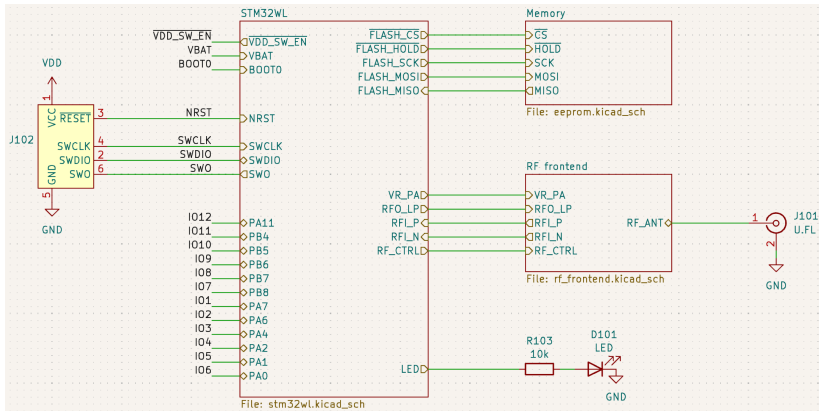 STM32WL
VDD_SW_EN
VBAT
BOOT0
VDD_SW_EN
VBAT
BOOT0
FLASH_CS
FLASH_HOLD
FLASH_SCK
FLASH_MOSI
FLASH_MISO
Memory
CS
HOLD
SCK
MOSI
MISO
File: eeprom.kicad_sch
VDD
1
VCC
RESET
3
NRST
NRST
J102
SWCLK
4
SWCLK
SWCLK
SWDIO
2
SWDIO
SWDIO
SWO
6
SWO
SWO
GND
5
GND
RF frontend
VR_PA
RFO_LP
RFI_P
RFI_N
RF_CTRL
VR_PA
RFO_LP
RFI_P
RFI_N
RF_CTRL
RF_ANT
1
J101
U.FL
2
GND
File: rf_frontend.kicad_sch
IO12
PA11
IO11
PB4
IO10
PB5
IO9
PB6
IO8
PB7
IO7
PB8
IO1
PA7
IO2
PA6
IO3
PA4
IO4
PA2
IO5
PA1
IO6
PA0
LED
R103
10k
D101
LED
GND
File: stm32wl.kicad_sch